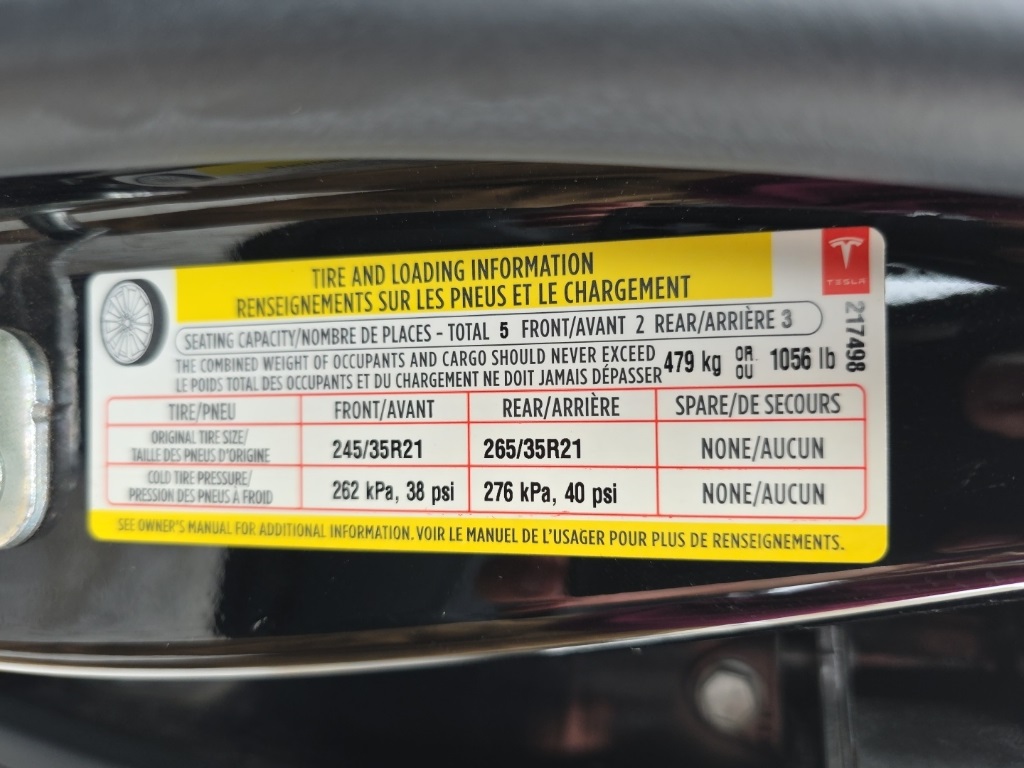 TIRE AND LOADING INFORMATION
RENSEIGNEMENTS SUR LES PNEUS ET LE CHARGEMENT
TESLA
217498
SEATING CAPACITY/NOMBRE DE PLACES - TOTAL 5 FRONT/AVANT 2 REAR/ARRIÈRE 3
THE COMBINED WEIGHT OF OCCUPANTS AND CARGO SHOULD NEVER EXCEED 479 kg OR 1056 lb
LE POIDS TOTAL DES OCCUPANTS ET DU CHARGEMENT NE DOIT JAMAIS DÉPASSER OU
TIRE/PNEU FRONT/AVANT REAR/ARRIÈRE SPARE/DE SECOURS
ORIGINAL TIRE SIZE/
TAILLE DES PNEUS D'ORIGINE 245/35R21 265/35R21 NONE/AUCUN
COLD TIRE PRESSURE/
PRESSION DES PNEUS À FROID 262 kPa, 38 psi 276 kPa, 40 psi NONE/AUCUN
SEE OWNER'S MANUAL FOR ADDITIONAL INFORMATION. VOIR LE MANUEL DE L'USAGER POUR PLUS DE RENSEIGNEMENTS.